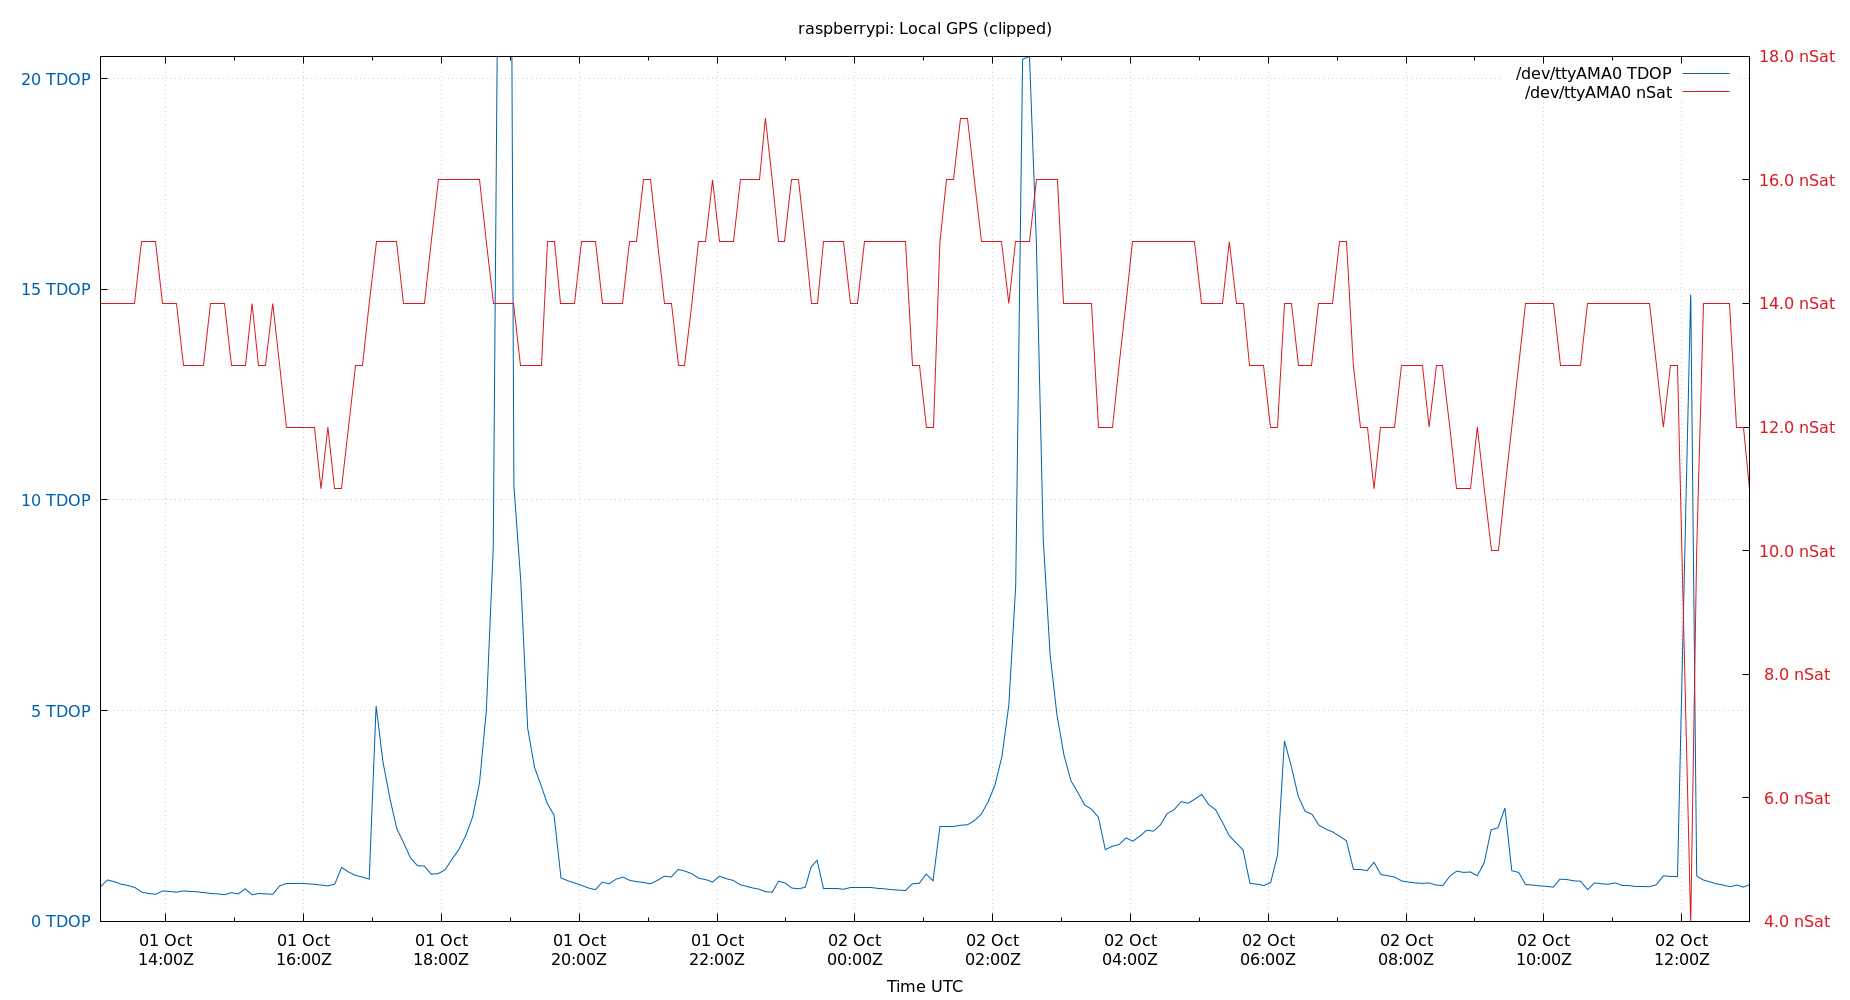 raspberrypi: Local GPS (clipped)
/dev/ttyAMA0 TDOP
/dev/ttyAMA0 nSat
20 TDOP
15 TDOP
10 TDOP
5 TDOP
0 TDOP
18.0 nSat
16.0 nSat
14.0 nSat
12.0 nSat
10.0 nSat
8.0 nSat
6.0 nSat
4.0 nSat
01 Oct 01 Oct 01 Oct 01 Oct 01 Oct 02 Oct 02 Oct 02 Oct 02 Oct 02 Oct 02 Oct 02 Oct
14:00Z 16:00Z 18:00Z 20:00Z 22:00Z 00:00Z 02:00Z 04:00Z 06:00Z 08:00Z 10:00Z 12:00Z
Time UTC